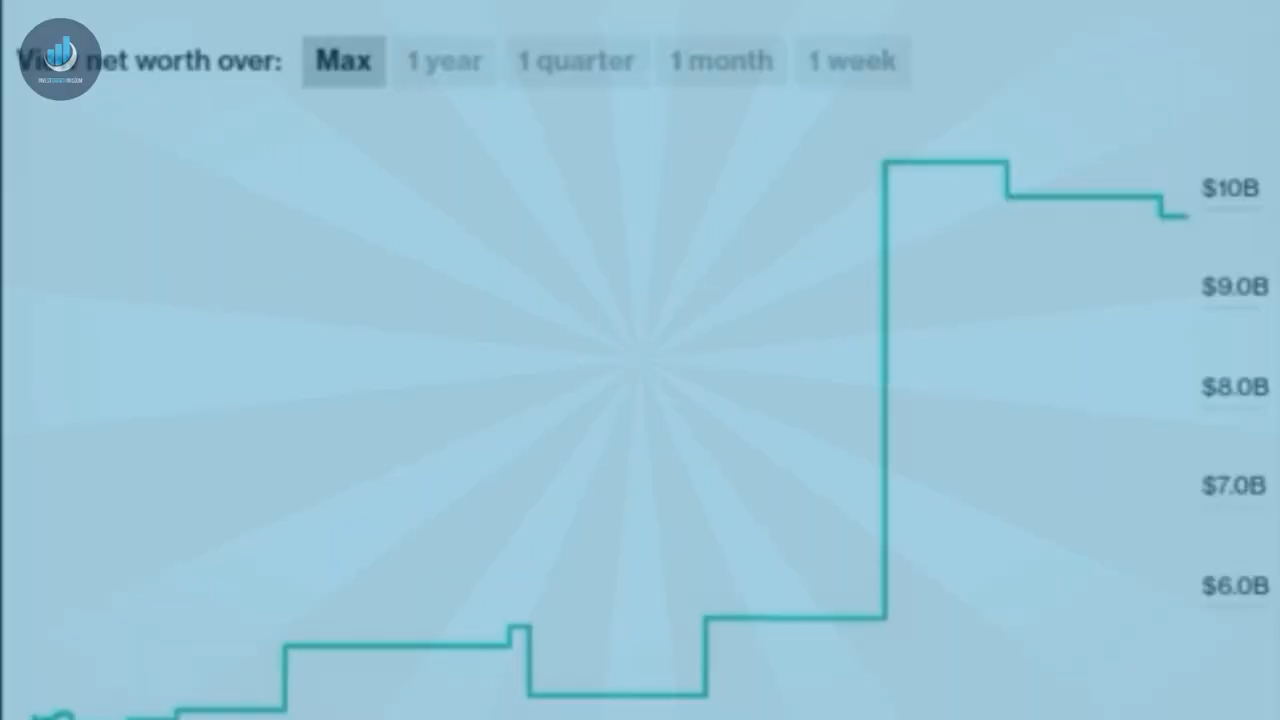 View net worth over: Max 1 year 1 quarter 1 month 1 week
$10B
$9.0B
$8.0B
$7.0B
$6.0B